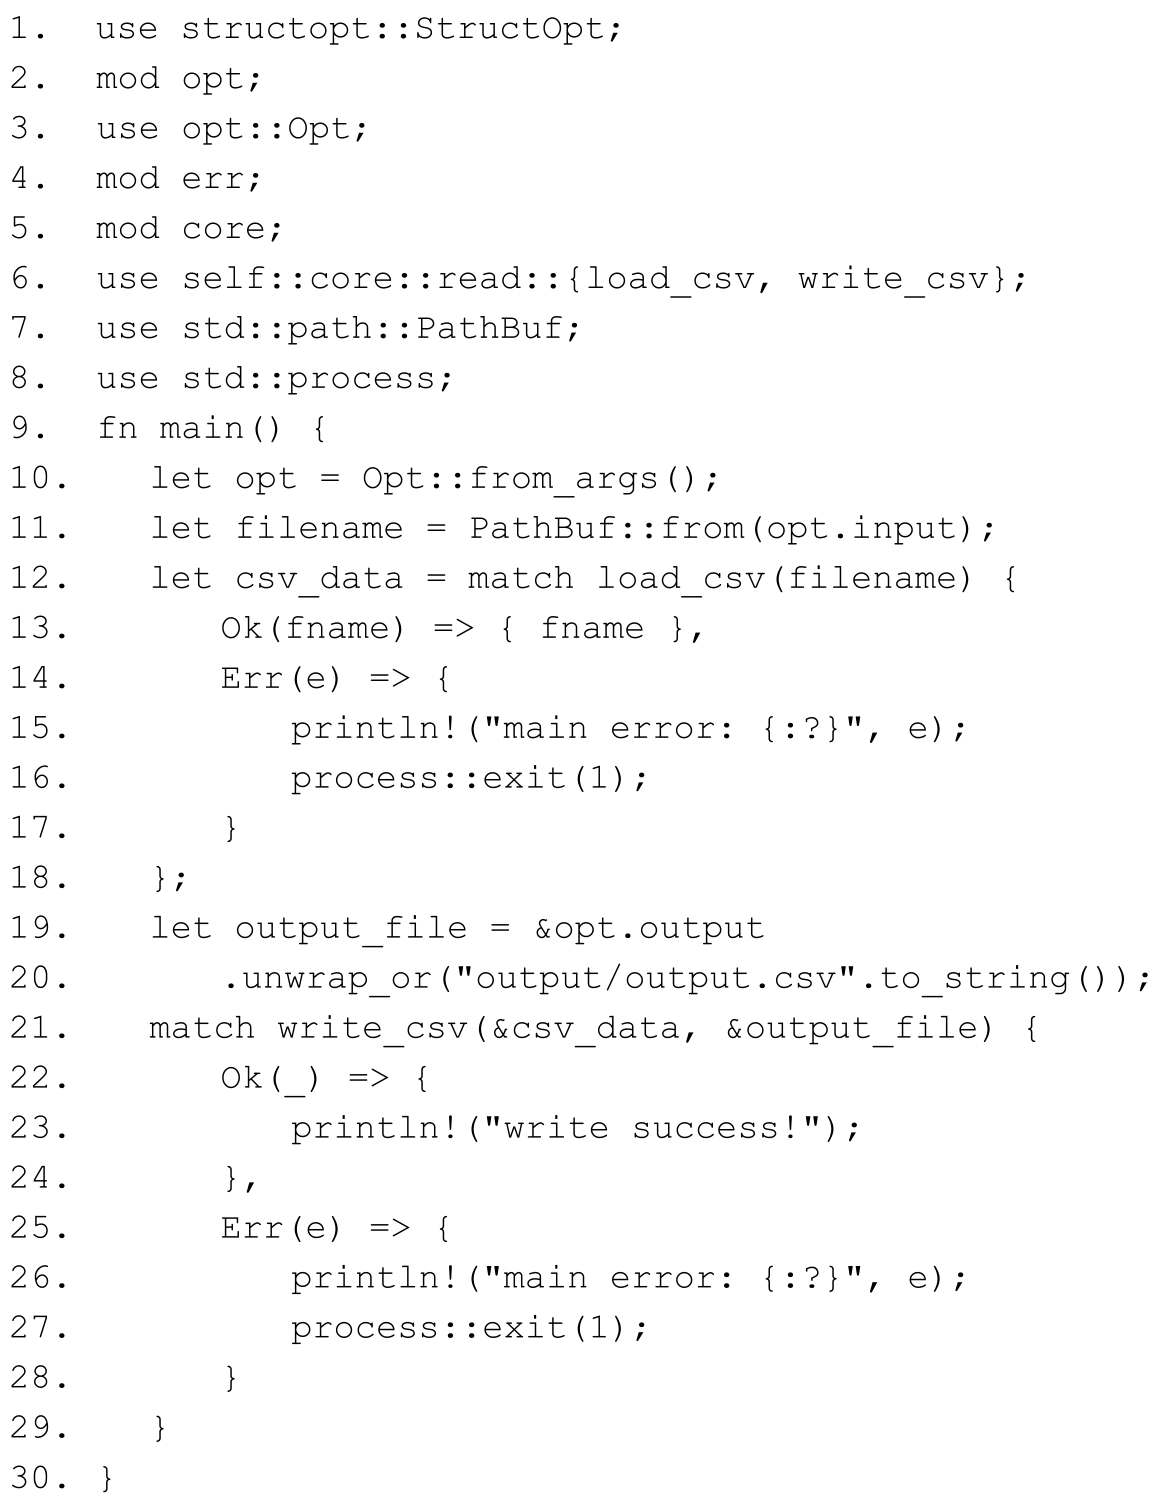 1. use structopt::StructOpt;
2. mod opt;
3. use opt::Opt;
4. mod err;
5. mod core;
6. use self::core::read::{load_csv, write_csv};
7. use std::path::PathBuf;
8. use std::process;
9. fn main() {
10. let opt = Opt::from_args();
11. let filename = PathBuf::from(opt.input);
12. let csv_data = match load_csv(filename) {
13. Ok(fname) => { fname },
14. Err(e) => {
15. println!("main error: {:?}", e);
16. process::exit(1);
17. }
18. };
19. let output_file = &opt.output
20. .unwrap_or("output/output.csv".to_string());
21. match write_csv(&csv_data, &output_file) {
22. Ok(_) => {
23. println!("write success!");
24. },
25. Err(e) => {
26. println!("main error: {:?}", e);
27. process::exit(1);
28. }
29. }
30. }